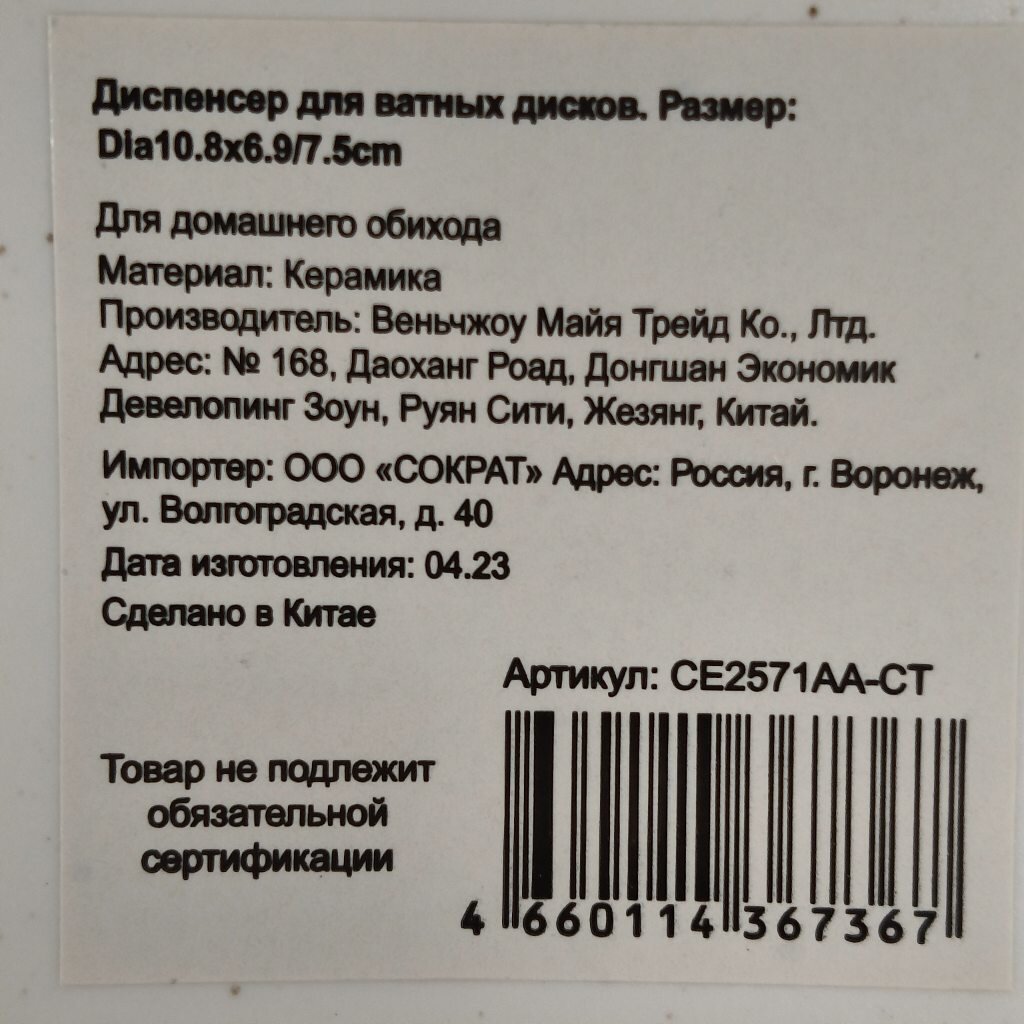 Диспенсер для ватных дисков. Размер:
Dia10.8x6.9/7.5cm
Для домашнего обихода
Материал: Керамика
Производитель: Веньчжоу Майя Трейд Ко., Лтд.
Адрес: № 168, Даоханг Роад, Донгшан Экономик
Девелопинг Зоун, Руян Сити, Жезянг, Китай.
Импортер: ООО «СОКРАТ» Адрес: Россия, г. Воронеж,
ул. Волгоградская, д. 40
Дата изготовления: 04.23
Сделано в Китае
Артикул: CE2571AA-CT
Товар не подлежит
обязательной
сертификации
4 660114 367367